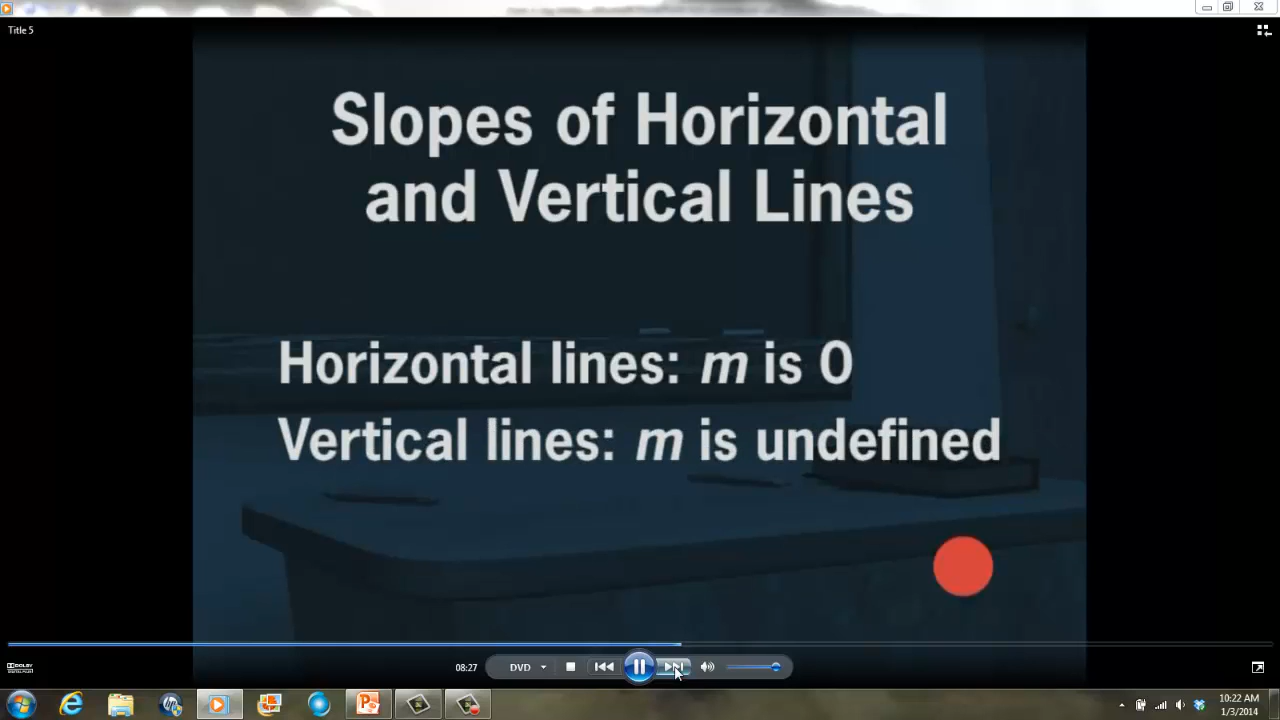 Title 5
Slopes of Horizontal
and Vertical Lines
Horizontal lines: m is 0
Vertical lines: m is undefined
08:27
DVD
10:22 AM
1/3/2014